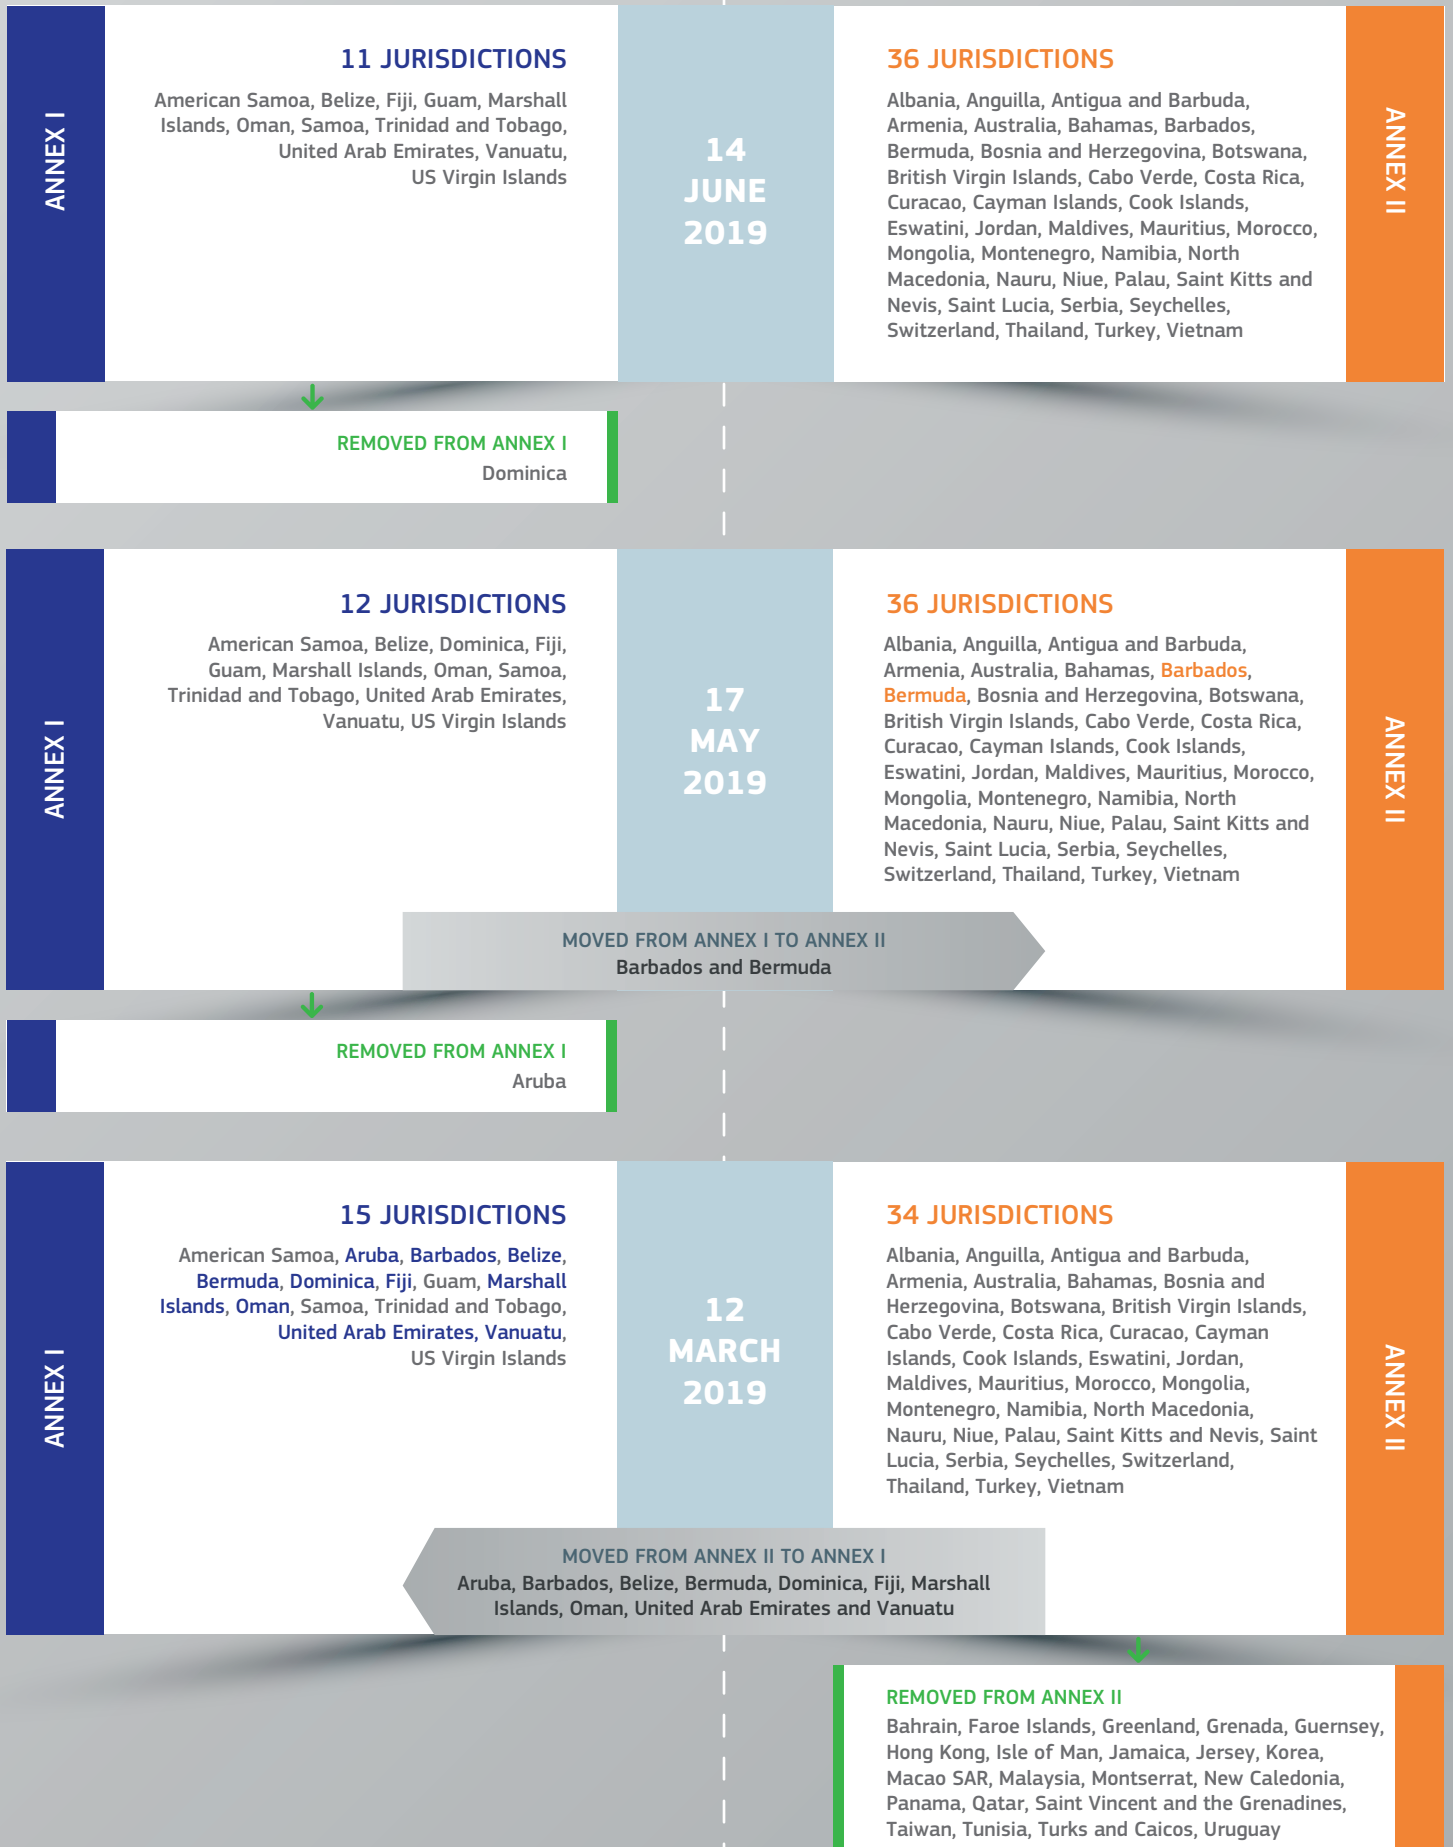 ANNEX I
11 JURISDICTIONS
American Samoa, Belize, Fiji, Guam, Marshall
Islands, Oman, Samoa, Trinidad and Tobago,
United Arab Emirates, Vanuatu,
US Virgin Islands
14
JUNE
2019
36 JURISDICTIONS
Albania, Anguilla, Antigua and Barbuda,
Armenia, Australia, Bahamas, Barbados,
Bermuda, Bosnia and Herzegovina, Botswana,
British Virgin Islands, Cabo Verde, Costa Rica,
Curacao, Cayman Islands, Cook Islands,
Eswatini, Jordan, Maldives, Mauritius, Morocco,
Mongolia, Montenegro, Namibia, North
Macedonia, Nauru, Niue, Palau, Saint Kitts and
Nevis, Saint Lucia, Serbia, Seychelles,
Switzerland, Thailand, Turkey, Vietnam
ANNEX II
REMOVED FROM ANNEX I
Dominica
ANNEX I
12 JURISDICTIONS
American Samoa, Belize, Dominica, Fiji,
Guam, Marshall Islands, Oman, Samoa,
Trinidad and Tobago, United Arab Emirates,
Vanuatu, US Virgin Islands
17
MAY
2019
36 JURISDICTIONS
Albania, Anguilla, Antigua and Barbuda,
Armenia, Australia, Bahamas, Barbados,
Bermuda, Bosnia and Herzegovina, Botswana,
British Virgin Islands, Cabo Verde, Costa Rica,
Curacao, Cayman Islands, Cook Islands,
Eswatini, Jordan, Maldives, Mauritius, Morocco,
Mongolia, Montenegro, Namibia, North
Macedonia, Nauru, Niue, Palau, Saint Kitts and
Nevis, Saint Lucia, Serbia, Seychelles,
Switzerland, Thailand, Turkey, Vietnam
ANNEX II
MOVED FROM ANNEX I TO ANNEX II
Barbados and Bermuda
REMOVED FROM ANNEX I
Aruba
ANNEX I
15 JURISDICTIONS
American Samoa, Aruba, Barbados, Belize,
Bermuda, Dominica, Fiji, Guam, Marshall
Islands, Oman, Samoa, Trinidad and Tobago,
United Arab Emirates, Vanuatu,
US Virgin Islands
12
MARCH
2019
34 JURISDICTIONS
Albania, Anguilla, Antigua and Barbuda,
Armenia, Australia, Bahamas, Bosnia and
Herzegovina, Botswana, British Virgin Islands,
Cabo Verde, Costa Rica, Curacao, Cayman
Islands, Cook Islands, Eswatini, Jordan,
Maldives, Mauritius, Morocco, Mongolia,
Montenegro, Namibia, North Macedonia,
Nauru, Niue, Palau, Saint Kitts and Nevis, Saint
Lucia, Serbia, Seychelles, Switzerland,
Thailand, Turkey, Vietnam
ANNEX II
MOVED FROM ANNEX II TO ANNEX I
Aruba, Barbados, Belize, Bermuda, Dominica, Fiji, Marshall
Islands, Oman, United Arab Emirates and Vanuatu
REMOVED FROM ANNEX II
Bahrain, Faroe Islands, Greenland, Grenada, Guernsey,
Hong Kong, Isle of Man, Jamaica, Jersey, Korea,
Macao SAR, Malaysia, Montserrat, New Caledonia,
Panama, Qatar, Saint Vincent and the Grenadines,
Taiwan, Tunisia, Turks and Caicos, Uruguay